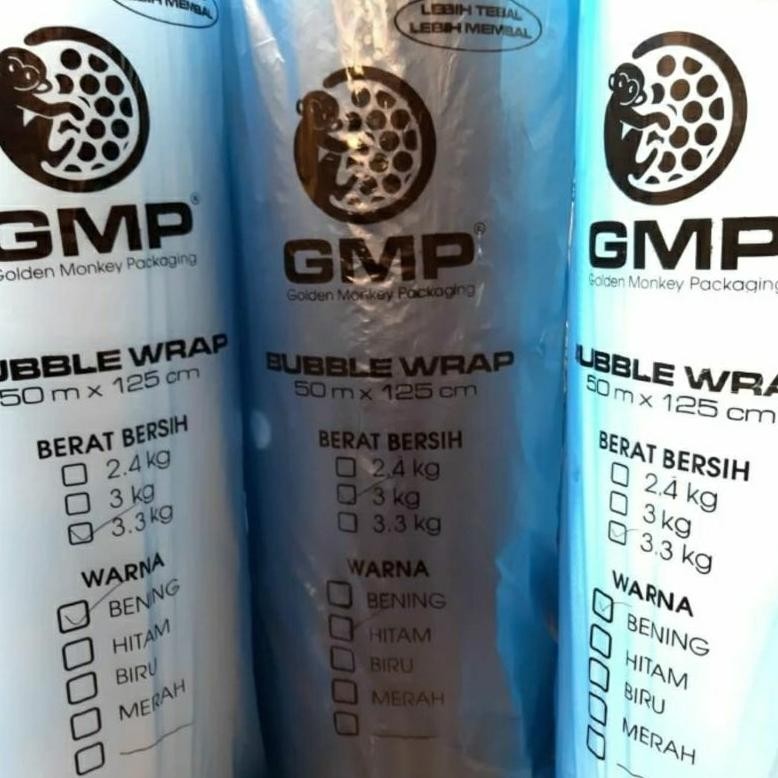 LEBIH MEMBAL
GMP®
Golden Monkey Packaging
UBBLE WRAP
50 m x 125 cm
BERAT BERSIH
2.4 kg
3 kg
3.3 kg
WARNA
BENING
HITAM
BIRU
MERAH
LEBIH TEBAL
LEBIH MEMBAL
GMP®
Golden Monkey Packaging
BUBBLE WRAP
50 m x 125 cm
BERAT BERSIH
2.4 kg
3 kg
3.3 kg
WARNA
BENING
HITAM
BIRU
MERAH
GMP
Golden Monkey Packaging
UBBLE WRA
50 m x 125 cm
BERAT BERSIH
2.4 kg
3 kg
3.3 kg
WARNA
BENING
HITAM
BIRU
MERAH